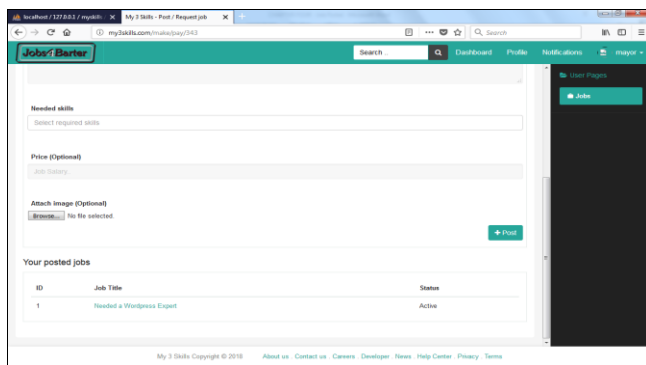 localhost / 127.0.0.1 / myskills
My 3 Skills - Post / Request job
my3skills.com/make/pay/343
Search
Jobs4Barter
Search ..
Dashboard
Profile
Notifications
mayor
User Pages
Jobs
Needed skills
Select required skills
Price (Optional)
Job Salary..
Attach image (Optional)
Browse... No file selected.
+ Post
Your posted jobs
ID Job Title Status
1 Needed a Wordpress Expert Active
My 3 Skills Copyright © 2018 About us . Contact us . Careers . Developer . News . Help Center . Privacy . Terms